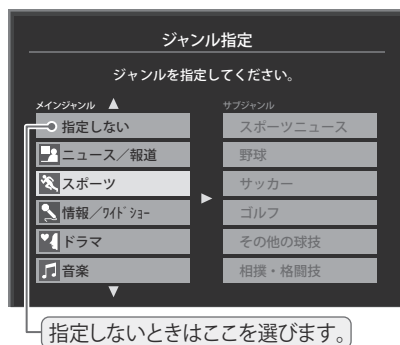 ジャンル指定
ジャンルを指定してください。
メインジャンル ▲
サブジャンル
指定しない
スポーツニュース
ニュース／報道
野球
スポーツ
サッカー
▶
情報／ﾜｲﾄﾞｼｮｰ
ゴルフ
ドラマ
その他の球技
音楽
相撲・格闘技
▼
指定しないときはここを選びます。